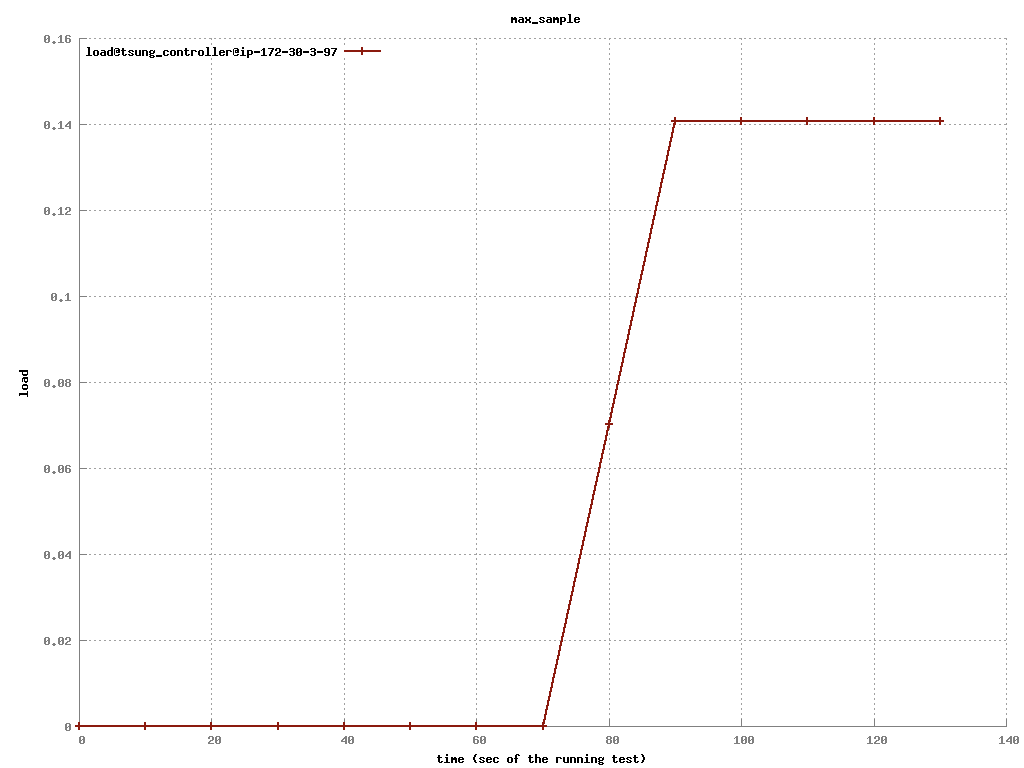 max_sample
load@tsung_controller@ip-172-30-3-97
0.16
0.14
0.12
0.1
0.08
0.06
0.04
0.02
0
load
0 20 40 60 80 100 120 140
time (sec of the running test)